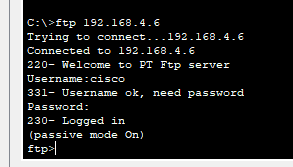 C:\>ftp 192.168.4.6
Trying to connect...192.168.4.6
Connected to 192.168.4.6
220- Welcome to PT Ftp server
Username:cisco
331- Username ok, need password
Password:
230- Logged in
(passive mode On)
ftp>